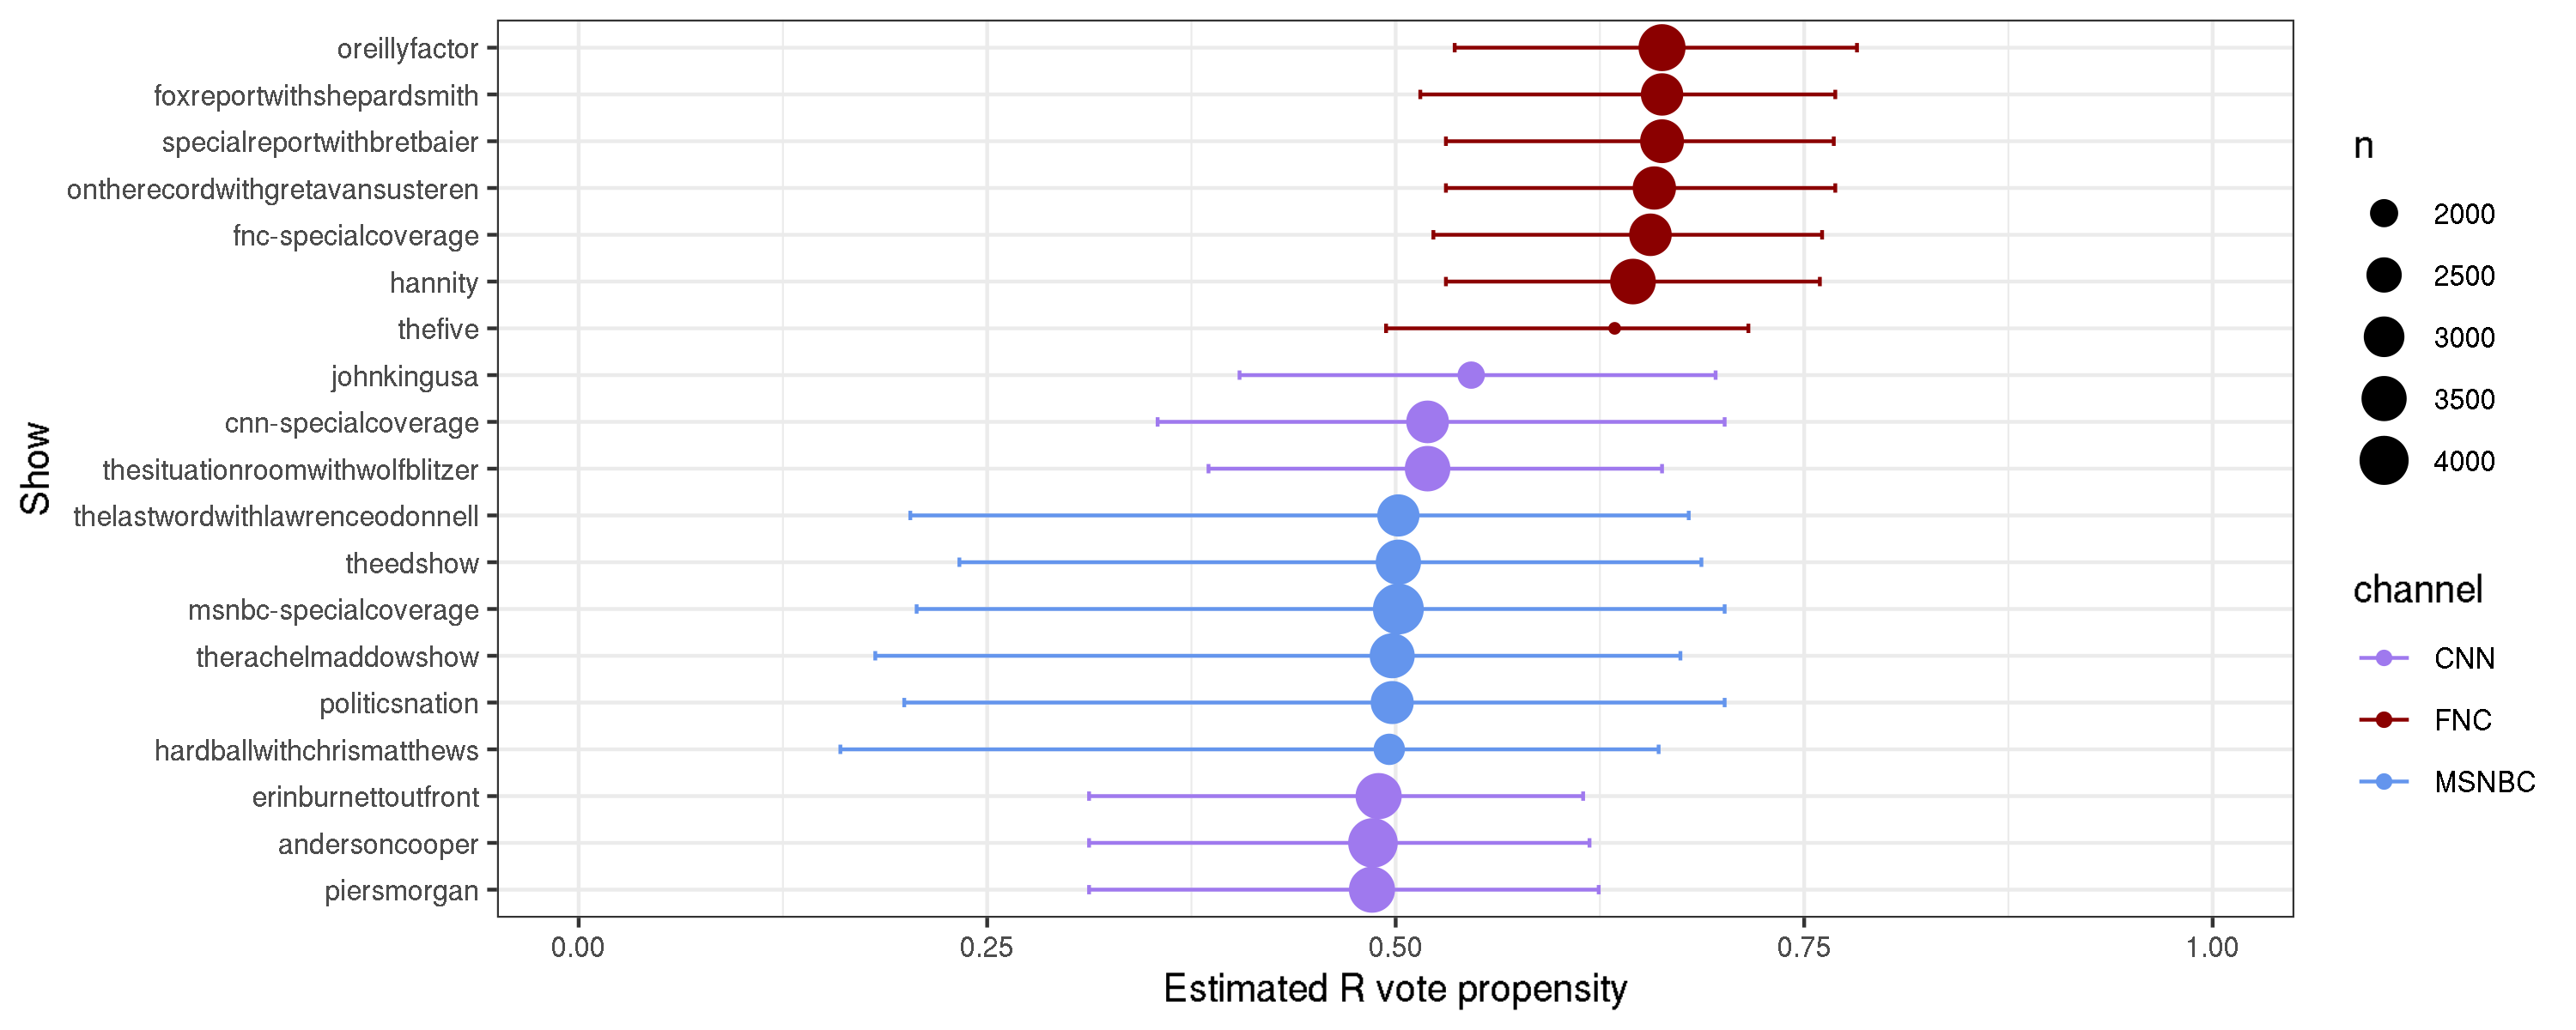 oreillyfactor
foxreportwithshepardsmith
specialreportwithbretbaier
ontherecordwithgretavansusteren
fnc-specialcoverage
hannity
thefive
johnkingusa
cnn-specialcoverage
thesituationroomwithwolfblitzer
thelastwordwithlawrenceodonnell
theedshow
msnbc-specialcoverage
therachelmaddowshow
politicsnation
hardballwithchrismatthews
erinburnettoutfront
andersoncooper
piersmorgan
Show
0.00 0.25 0.50 0.75 1.00
Estimated R vote propensity
n
2000
2500
3000
3500
4000
channel
CNN
FNC
MSNBC